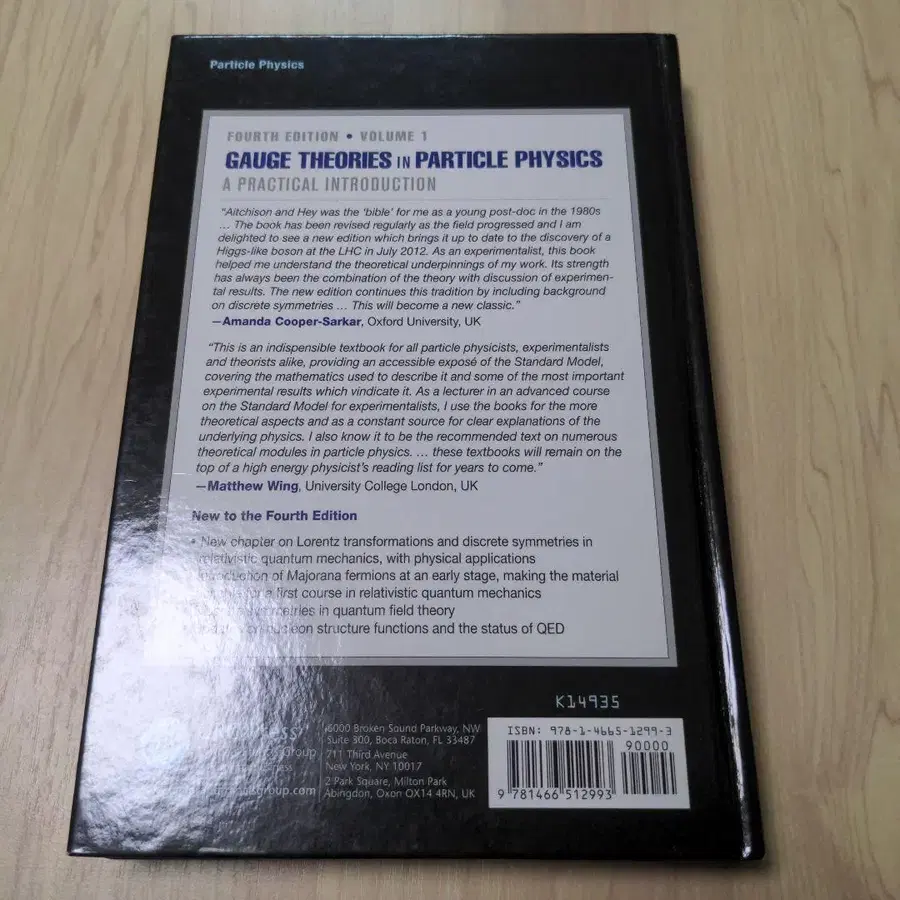 Particle Physics
FOURTH EDITION • VOLUME 1
GAUGE THEORIES IN PARTICLE PHYSICS
A PRACTICAL INTRODUCTION
"Aitchison and Hey was the 'bible' for me as a young post-doc in the 1980s
... The book has been revised regularly as the field progressed and I am
delighted to see a new edition which brings it up to date to the discovery of a
Higgs-like boson at the LHC in July 2012. As an experimentalist, this book
helped me understand the theoretical underpinnings of my work. Its strength
has always been the combination of the theory with discussion of experimen-
tal results. The new edition continues this tradition by including background
on discrete symmetries ... This will become a new classic."
—Amanda Cooper-Sarkar, Oxford University, UK
"This is an indispensible textbook for all particle physicists, experimentalists
and theorists alike, providing an accessible exposé of the Standard Model,
covering the mathematics used to describe it and some of the most important
experimental results which vindicate it. As a lecturer in an advanced course
on the Standard Model for experimentalists, I use the books for the more
theoretical aspects and as a constant source for clear explanations of the
underlying physics. I also know it to be the recommended text on numerous
theoretical modules in particle physics. ... these textbooks will remain on the
top of a high energy physicist's reading list for years to come."
—Matthew Wing, University College London, UK
New to the Fourth Edition
• New chapter on Lorentz transformations and discrete symmetries in
relativistic quantum mechanics, with physical applications
of Majorana fermions at an early stage, making the material
for a first course in relativistic quantum mechanics
in quantum field theory
structure functions and the status of QED
K14935
6000 Broken Sound Parkway, NW
Suite 300, Boca Raton, FL 33487
711 Third Avenue
New York, NY 10017
2 Park Square, Milton Park
Abingdon, Oxon OX14 4RN, UK
Group
ISBN: 978-1-4665-1299-3
90000
9 781466 512993